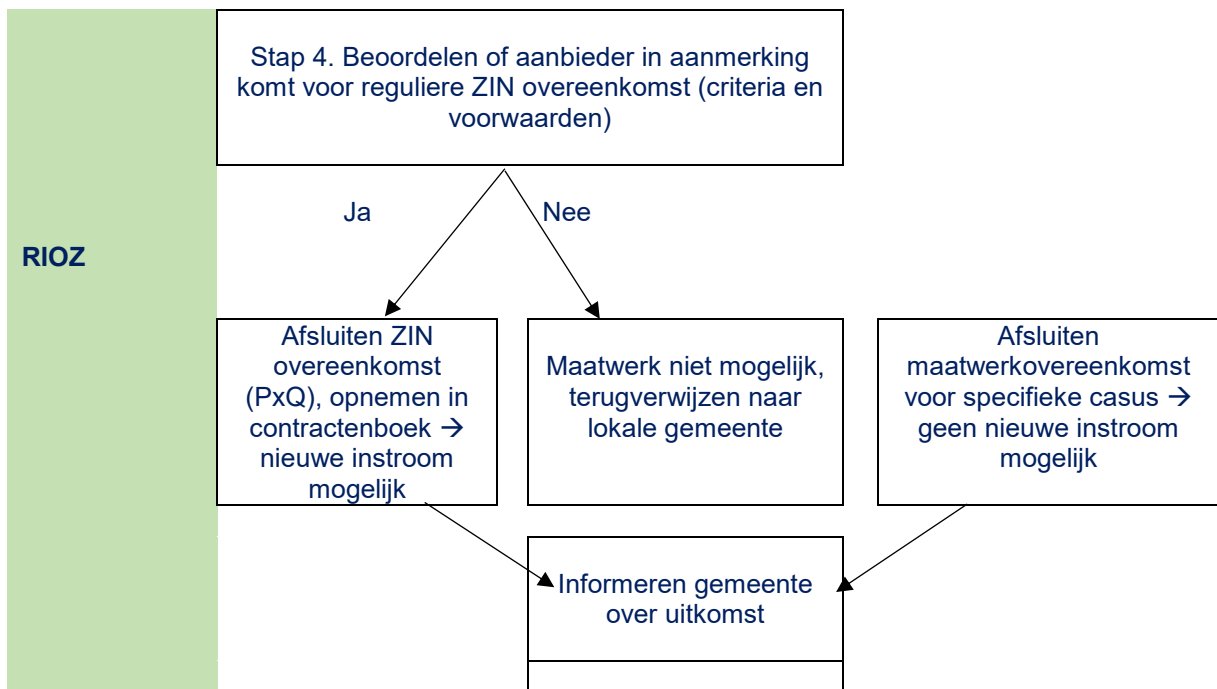 Stap 4. Beoordelen of aanbieder in aanmerking
komt voor reguliere ZIN overeenkomst (criteria en
voorwaarden)
Ja
Nee
RIOZ
Afsluiten ZIN
overeenkomst
(PxQ), opnemen in
contractenboek →
nieuwe instroom
mogelijk
Maatwerk niet mogelijk,
terugverwijzen naar
lokale gemeente
Afsluiten
maatwerkovereenkomst
voor specifieke casus →
geen nieuwe instroom
mogelijk
Informeren gemeente
over uitkomst